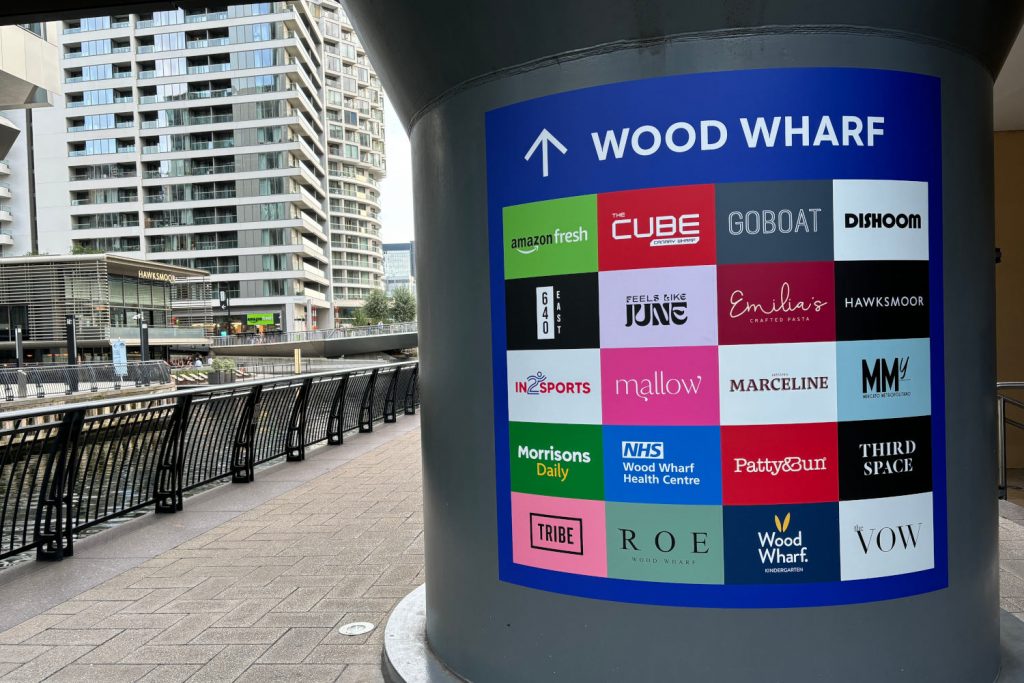 WOOD WHARF
amazonfresh
THE
CUBE
CANARY WHARF
GOBOAT
DISHOOM
640
EAST
FEELS LIKE
JUNE
Emilia's
CRAFTED PASTA
HAWKSMOOR
IN2SPORTS
mallow
MARCELINE
MMy
MERCATO METROPOLITANO
Morrisons
Daily
NHS
Wood Wharf
Health Centre
Patty&Bun
THIRD
SPACE
TRIBE
ROE
WOOD WHARF
Wood
Wharf.
KINDERGARTEN
the
VOW
HAWKSMOOR